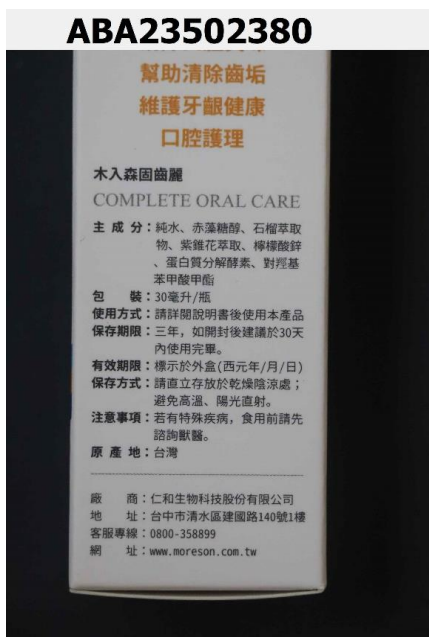 ABA23502380
幫助清除齒垢
維護牙齦健康
口腔護理
木入森固齒麗
COMPLETE ORAL CARE
主 成 分：純水、赤藻糖醇、石榴萃取
物、紫錐花萃取、檸檬酸鋅
、蛋白質分解酵素、對羥基
苯甲酸甲酯
包 裝：30毫升/瓶
使用方式：請詳閱說明書後使用本產品
保存期限：三年，如開封後建議於30天
內使用完畢。
有效期限：標示於外盒(西元年/月/日)
保存方式：請直立存放於乾燥陰涼處；
避免高溫、陽光直射。
注意事項：若有特殊疾病，食用前請先
諮詢獸醫。
原 產 地：台灣
廠 商：仁和生物科技股份有限公司
地 址：台中市清水區建國路140號1樓
客服專線：0800-358899
網 址：www.moreson.com.tw